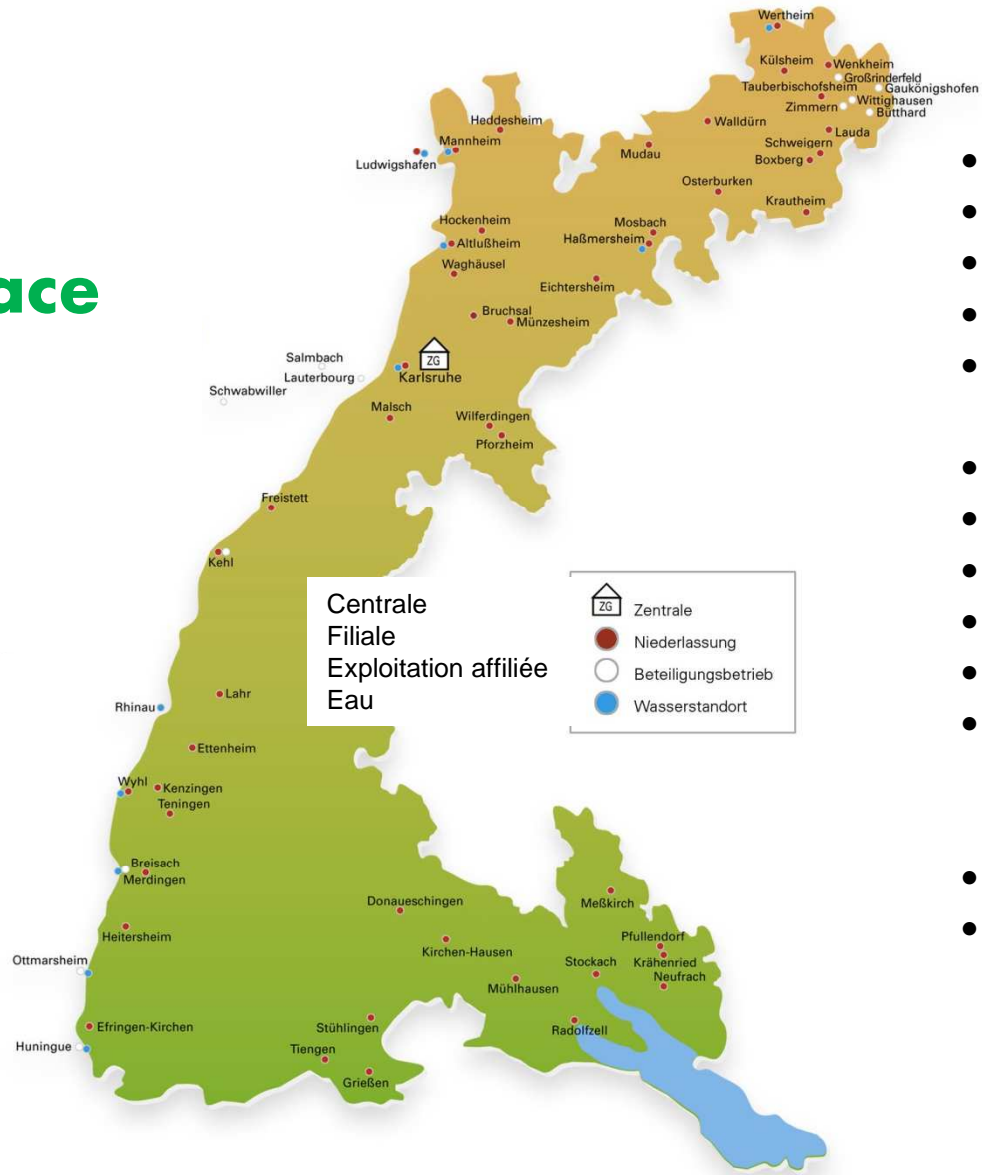 Wertheim
Külsheim
Wenkheim
Großrinderfeld
Tauberbischofsheim
Gaukönigshofen
Zimmern
Wittighausen
Bütthard
Walldürn
Heddesheim
Mannheim
Ludwigshafen
Mudau
Lauda
Schweigern
Boxberg
Osterburken
Krautheim
Hockenheim
Mosbach
Altlußheim
Haßmersheim
Waghäusel
Eichtersheim
ace
Bruchsal
Münzesheim
ZG
Karlsruhe
Salmbach
Lauterbourg
Schwabwiller
Malsch
Wilferdingen
Pforzheim
Freistett
Kehl
Centrale
Filiale
Exploitation affiliée
Eau
ZG Zentrale
Niederlassung
Beteiligungsbetrieb
Wasserstandort
Lahr
Rhinau
Ettenheim
Wyhl
Kenzingen
Teningen
Breisach
Merdingen
Donaueschingen
Meßkirch
Heitersheim
Kirchen-Hausen
Pfullendorf
Krähenried
Neufrach
Stockach
Ottmarsheim
Mühlhausen
Efringen-Kirchen
Stühlingen
Radolfzell
Huningue
Tiengen
Grießen